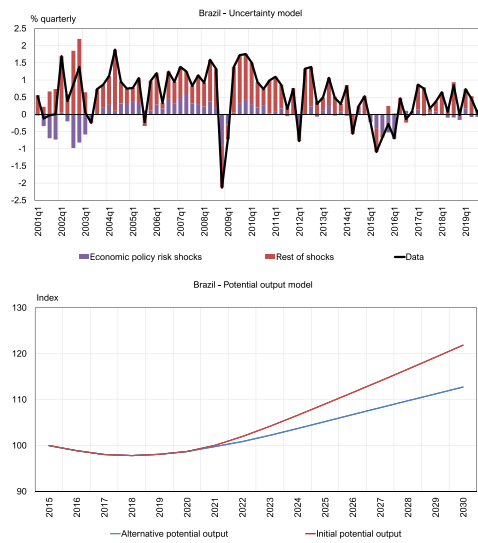 Brazil - Uncertainty model
% quarterly
2.5
2
1.5
1
0.5
0
-0.5
-1
-1.5
-2
-2.5
2001q1 2002q1 2003q1 2004q1 2005q1 2006q1 2007q1 2008q1 2009q1 2010q1 2011q1 2012q1 2013q1 2014q1 2015q1 2016q1 2017q1 2018q1 2019q1
Economic policy risk shocks Rest of shocks Data
Brazil - Potential output model
Index
130
120
110
100
90
2015 2016 2017 2018 2019 2020 2021 2022 2023 2024 2025 2026 2027 2028 2029 2030
Alternative potential output Initial potential output